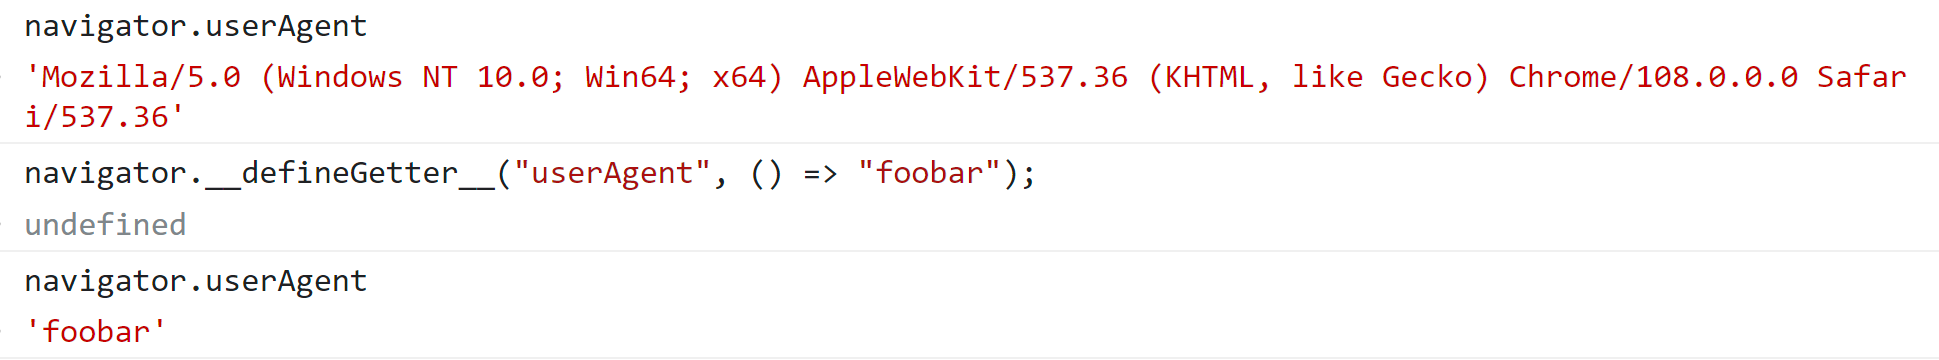 navigator.userAgent
'Mozilla/5.0 (Windows NT 10.0; Win64; x64) AppleWebKit/537.36 (KHTML, like Gecko) Chrome/108.0.0.0 Safar
i/537.36'
navigator.__defineGetter__("userAgent", () => "foobar");
undefined
navigator.userAgent
'foobar'